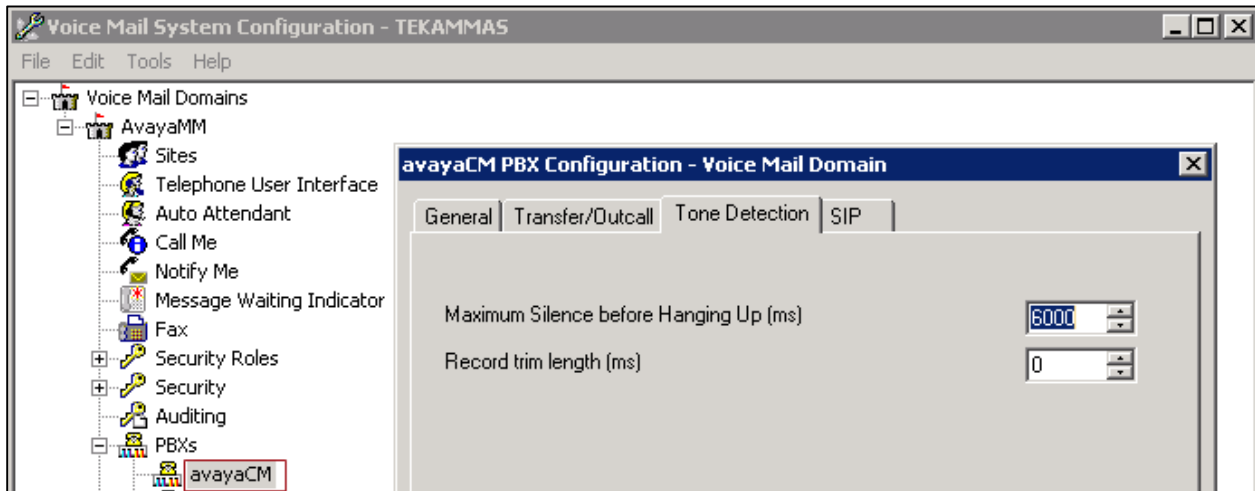 Voice Mail System Configuration - TEKAMMAS
File Edit Tools Help
Voice Mail Domains
AvayaMM
Sites
Telephone User Interface
Auto Attendant
Call Me
Notify Me
Message Waiting Indicator
Fax
Security Roles
Security
Auditing
PBXs
avayaCM
avayaCM PBX Configuration - Voice Mail Domain
General Transfer/Outcall Tone Detection SIP
Maximum Silence before Hanging Up (ms) 6000
Record trim length (ms) 0